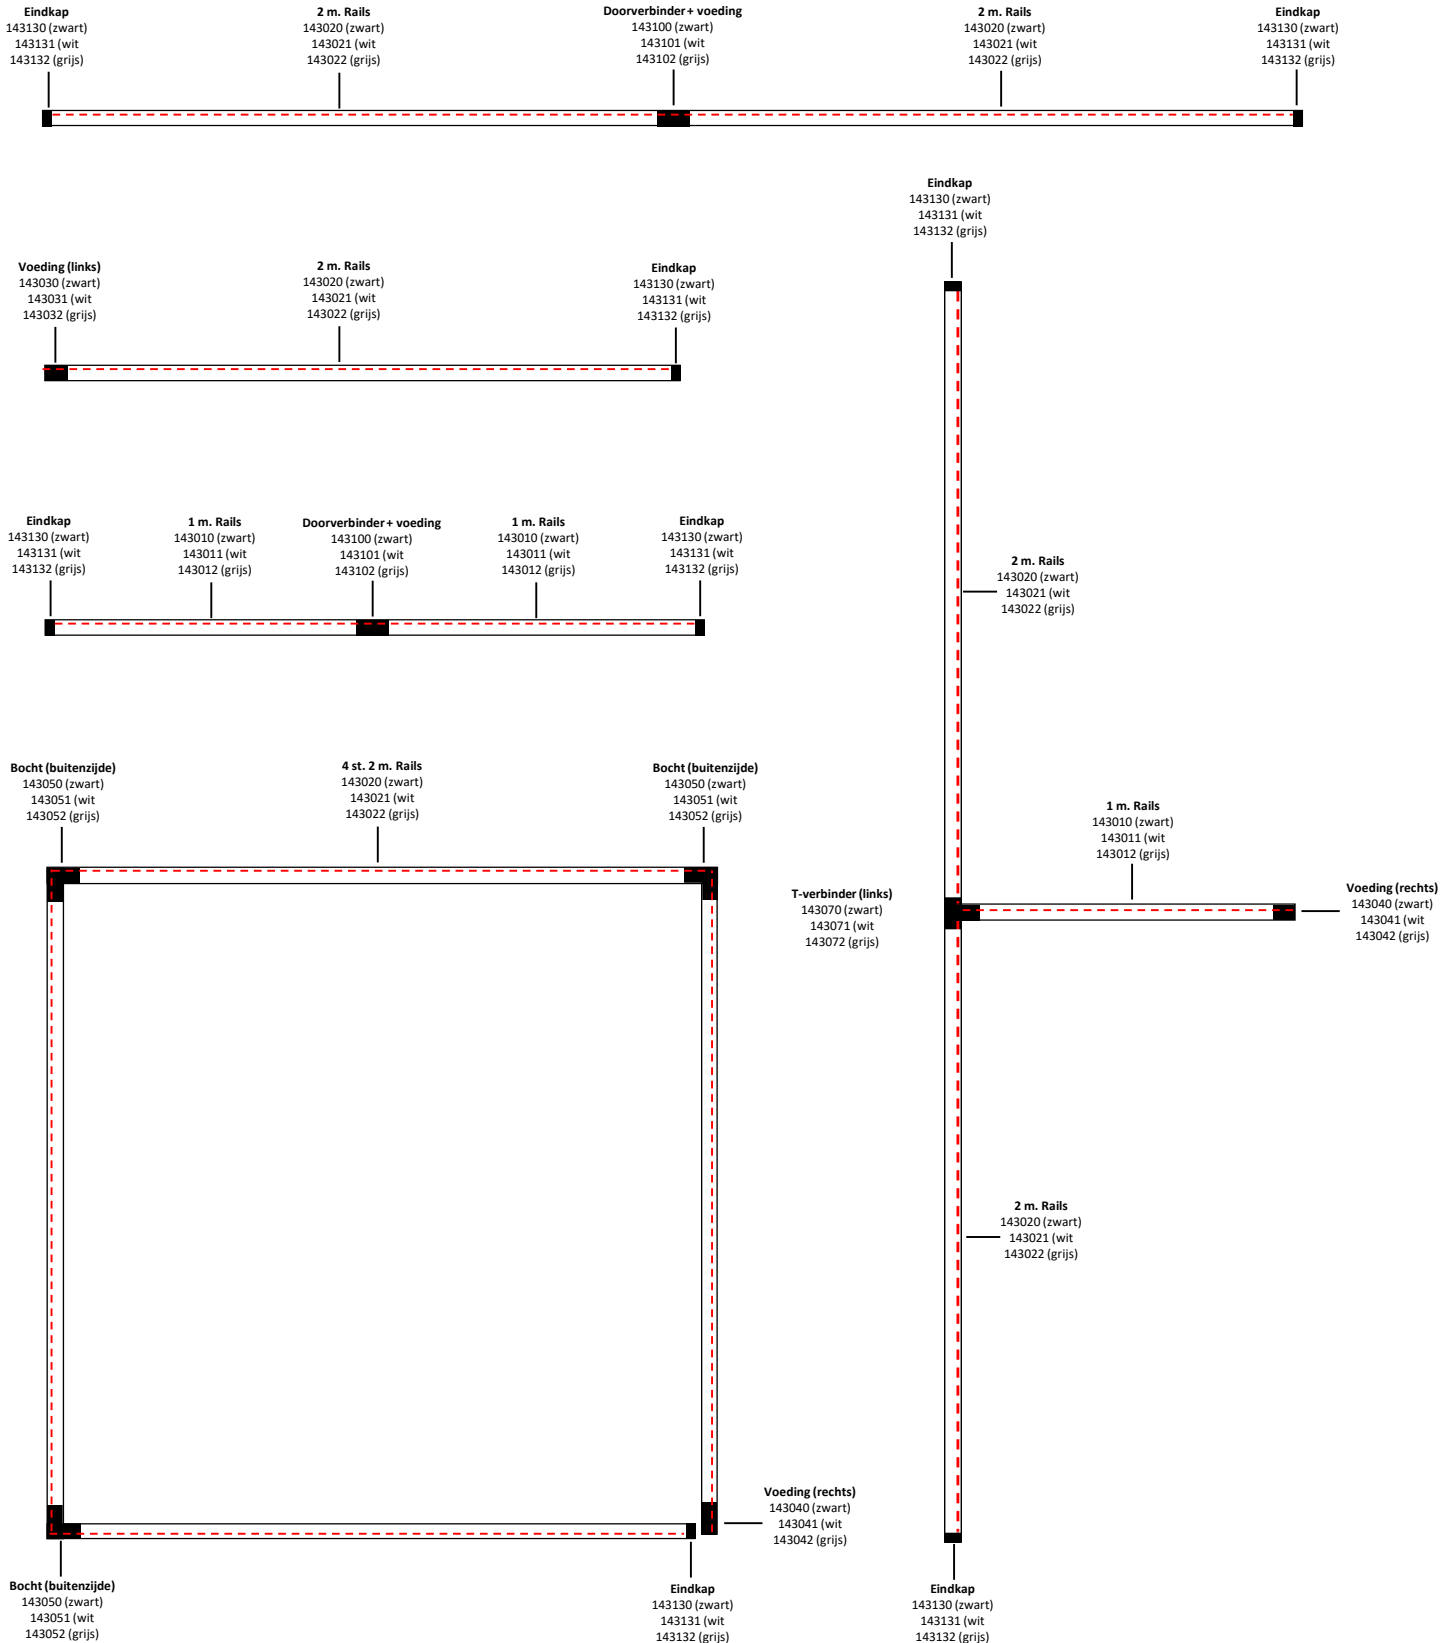 Eindkap
143130 (zwart)
143131 (wit
143132 (grijs)
2 m. Rails
143020 (zwart)
143021 (wit
143022 (grijs)
Doorverbinder + voeding
143100 (zwart)
143101 (wit
143102 (grijs)
2 m. Rails
143020 (zwart)
143021 (wit
143022 (grijs)
Eindkap
143130 (zwart)
143131 (wit
143132 (grijs)
Eindkap
143130 (zwart)
143131 (wit
143132 (grijs)
Voeding (links)
143030 (zwart)
143031 (wit
143032 (grijs)
2 m. Rails
143020 (zwart)
143021 (wit
143022 (grijs)
Eindkap
143130 (zwart)
143131 (wit
143132 (grijs)
Eindkap
143130 (zwart)
143131 (wit
143132 (grijs)
1 m. Rails
143010 (zwart)
143011 (wit
143012 (grijs)
Doorverbinder + voeding
143100 (zwart)
143101 (wit
143102 (grijs)
1 m. Rails
143010 (zwart)
143011 (wit
143012 (grijs)
Eindkap
143130 (zwart)
143131 (wit
143132 (grijs)
2 m. Rails
143020 (zwart)
143021 (wit
143022 (grijs)
Bocht (buitenzijde)
143050 (zwart)
143051 (wit
143052 (grijs)
4 st. 2 m. Rails
143020 (zwart)
143021 (wit
143022 (grijs)
Bocht (buitenzijde)
143050 (zwart)
143051 (wit
143052 (grijs)
1 m. Rails
143010 (zwart)
143011 (wit
143012 (grijs)
T-verbinder (links)
143070 (zwart)
143071 (wit
143072 (grijs)
Voeding (rechts)
143040 (zwart)
143041 (wit
143042 (grijs)
2 m. Rails
143020 (zwart)
143021 (wit
143022 (grijs)
Voeding (rechts)
143040 (zwart)
143041 (wit
143042 (grijs)
Bocht (buitenzijde)
143050 (zwart)
143051 (wit
143052 (grijs)
Eindkap
143130 (zwart)
143131 (wit
143132 (grijs)
Eindkap
143130 (zwart)
143131 (wit
143132 (grijs)